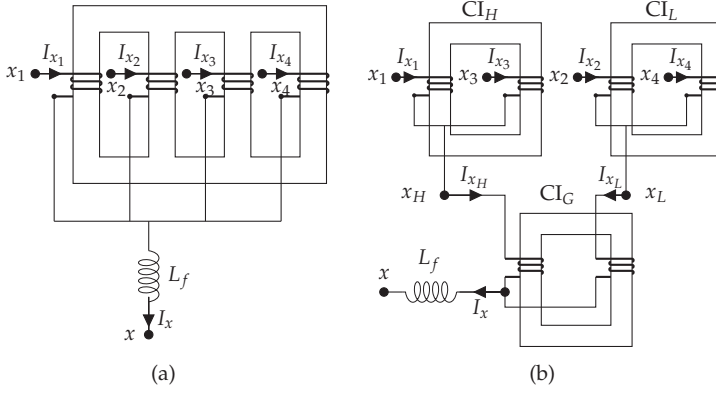 CI_H CI_L
I_{x_1} I_{x_2} I_{x_3} I_{x_4}
x_1 x_2 x_3 x_4
I_{x_1} I_{x_3} I_{x_2} I_{x_4}
x_1 x_3 x_2 x_4
x_H I_{x_H} I_{x_L} x_L
CI_G
L_f
I_x
x
x L_f
I_x
(a) (b)